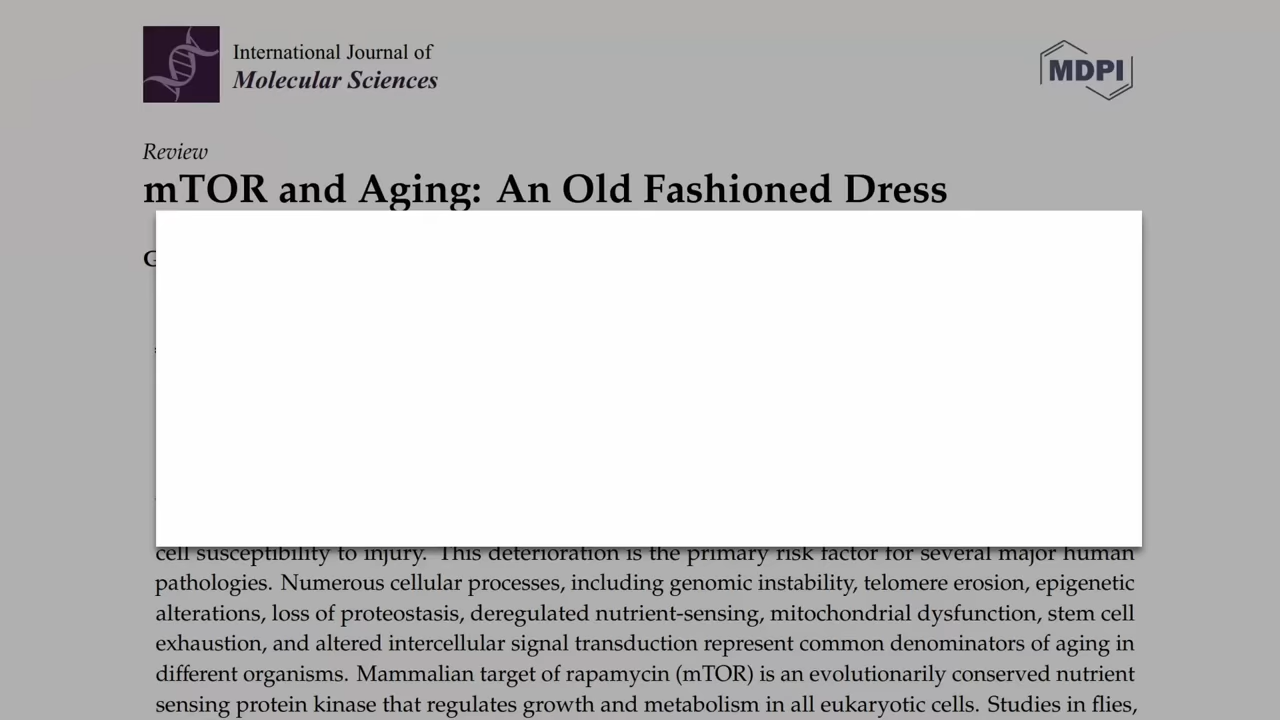 International Journal of
Molecular Sciences
MDPI
Review
mTOR and Aging: An Old Fashioned Dress
G
cell susceptibility to injury. This deterioration is the primary risk factor for several major human
pathologies. Numerous cellular processes, including genomic instability, telomere erosion, epigenetic
alterations, loss of proteostasis, deregulated nutrient-sensing, mitochondrial dysfunction, stem cell
exhaustion, and altered intercellular signal transduction represent common denominators of aging in
different organisms. Mammalian target of rapamycin (mTOR) is an evolutionarily conserved nutrient
sensing protein kinase that regulates growth and metabolism in all eukaryotic cells. Studies in flies,